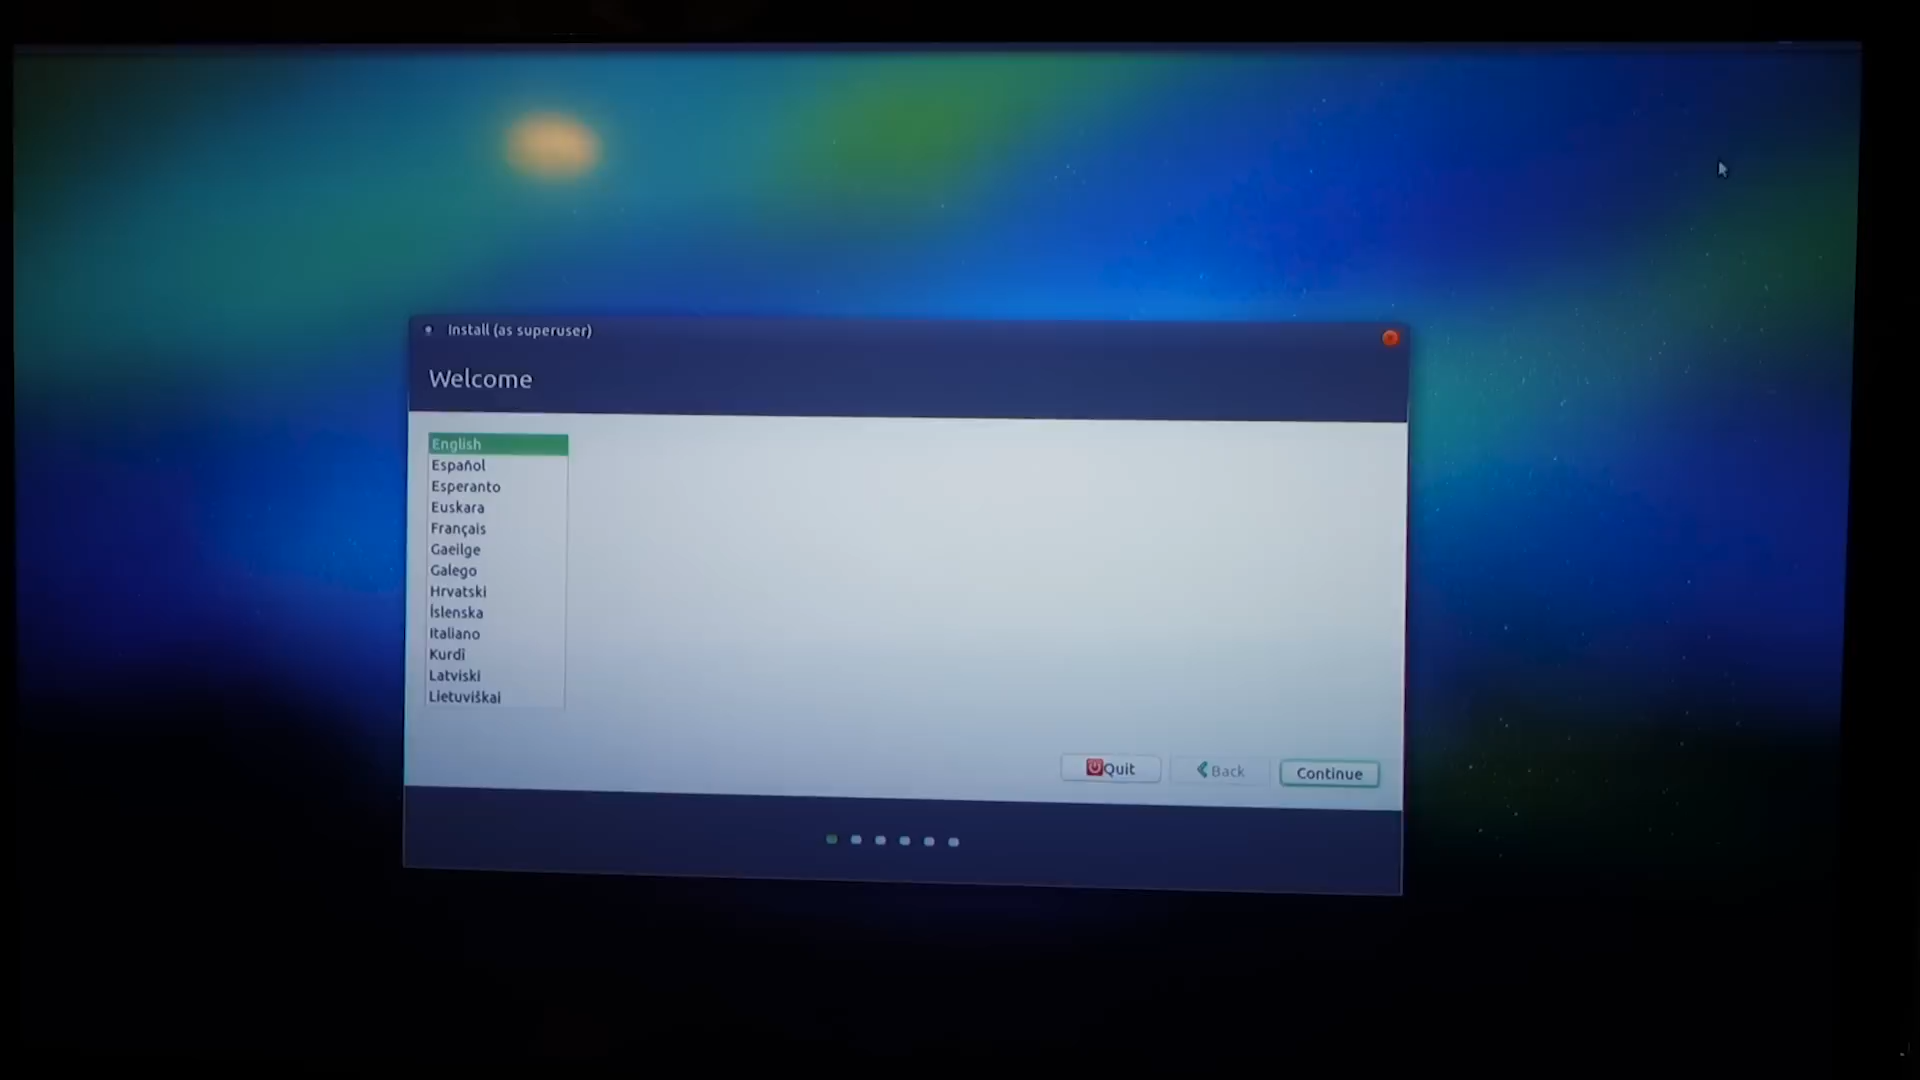 Install (as superuser)
Welcome
English
Español
Esperanto
Euskara
Français
Gaeilge
Galego
Hrvatski
Íslenska
Italiano
Kurdî
Latviski
Lietuviškai
Quit
Back
Continue